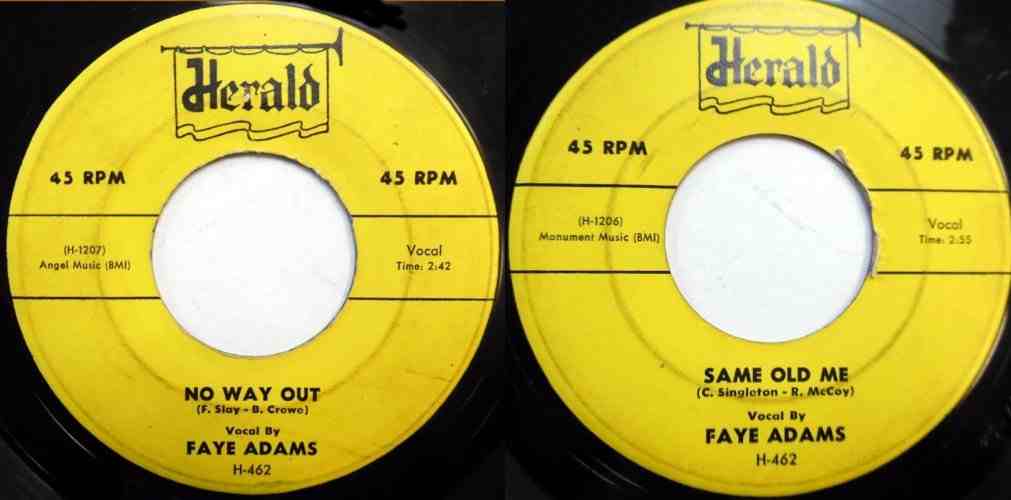 Herald
45 RPM 45 RPM
(H-1207)
Angel Music (BMI)
Vocal
Time: 2:42
NO WAY OUT
(F. Slay - B. Crewe)
Vocal By
FAYE ADAMS
H-462
Herald
45 RPM 45 RPM
(H-1206)
Monument Music (BMI)
Vocal
Time: 2:55
SAME OLD ME
(C. Singleton - R. McCoy)
Vocal By
FAYE ADAMS
H-462